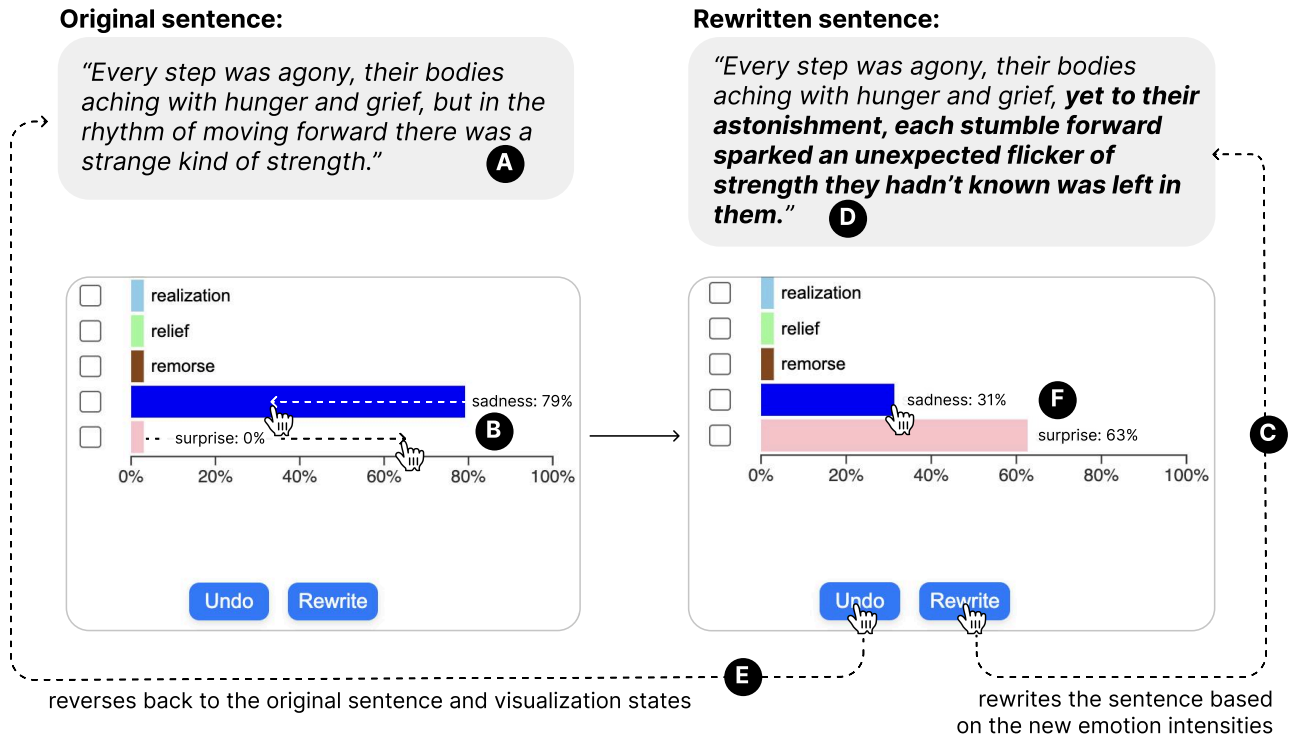 Original sentence:
“Every step was agony, their bodies
aching with hunger and grief, but in the
rhythm of moving forward there was a
strange kind of strength.”
A
realization
relief
remorse
sadness: 79%
B
surprise: 0%
0% 20% 40% 60% 80% 100%
Undo Rewrite
Rewritten sentence:
“Every step was agony, their bodies
aching with hunger and grief, yet to their
astonishment, each stumble forward
sparked an unexpected flicker of
strength they hadn’t known was left in
them.”
D
realization
relief
remorse
sadness: 31%
F
surprise: 63%
0% 20% 40% 60% 80% 100%
Undo Rewrite
C
E
reverses back to the original sentence and visualization states
rewrites the sentence based
on the new emotion intensities